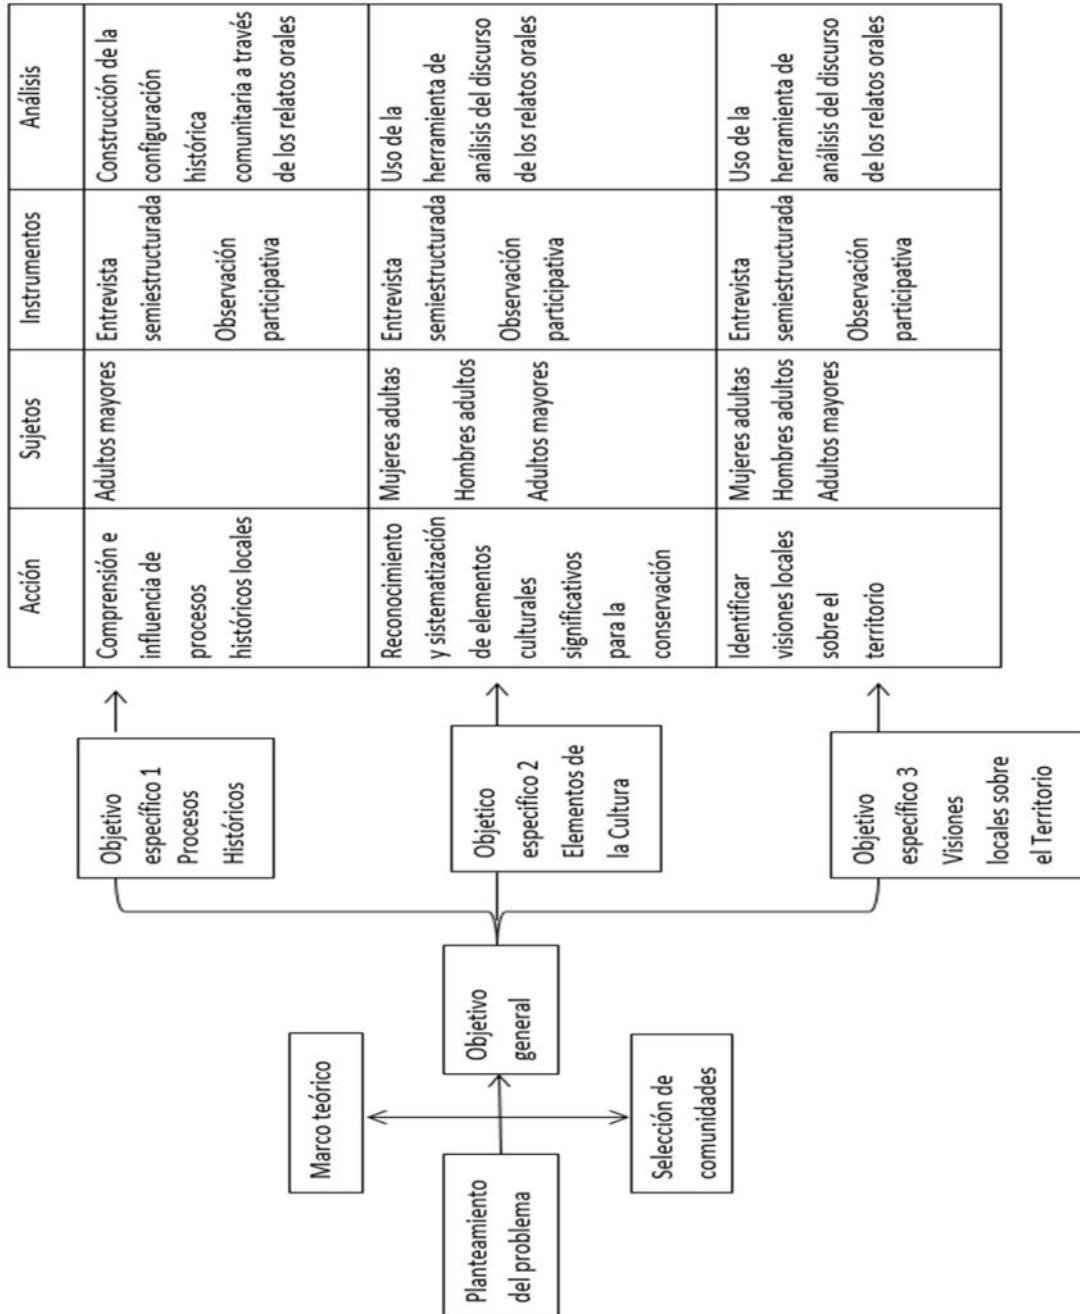 Planteamiento
del problema
Marco teórico
Selección de
comunidades
Objetivo
general
Objetivo
específico 1
Procesos
Históricos
Objetico
especifico 2
Elementos de
la Cultura
Objetivo
específico 3
Visiones
locales sobre
el Territorio
Acción
Sujetos
Instrumentos
Análisis
Comprensión e
influencia de
procesos
históricos locales
Adultos mayores
Entrevista
semiestructurada
Observación
participativa
Construcción de la
configuración
histórica
comunitaria a través
de los relatos orales
Reconocimiento
y sistematización
de elementos
culturales
significativos
para la
conservación
Mujeres adultas
Hombres adultos
Adultos mayores
Entrevista
semiestructurada
Observación
participativa
Uso de la
herramienta de
análisis del discurso
de los relatos orales
Identificar
visiones locales
sobre el
territorio
Mujeres adultas
Hombres adultos
Adultos mayores
Entrevista
semiestructurada
Observación
participativa
Uso de la
herramienta de
análisis del discurso
de los relatos orales